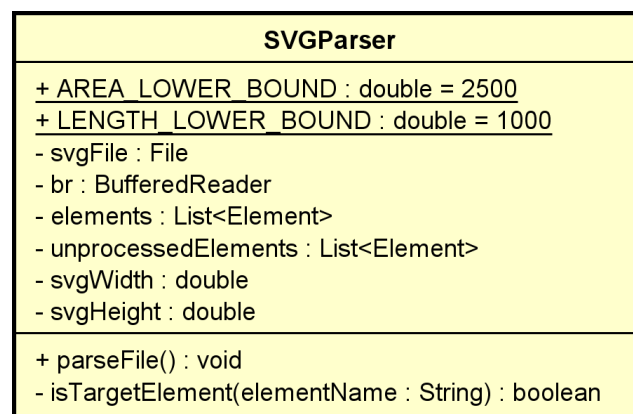 SVGParser
+ AREA_LOWER_BOUND : double = 2500
+ LENGTH_LOWER_BOUND : double = 1000
- svgFile : File
- br : BufferedReader
- elements : List<Element>
- unprocessedElements : List<Element>
- svgWidth : double
- svgHeight : double
+ parseFile() : void
- isTargetElement(elementName : String) : boolean